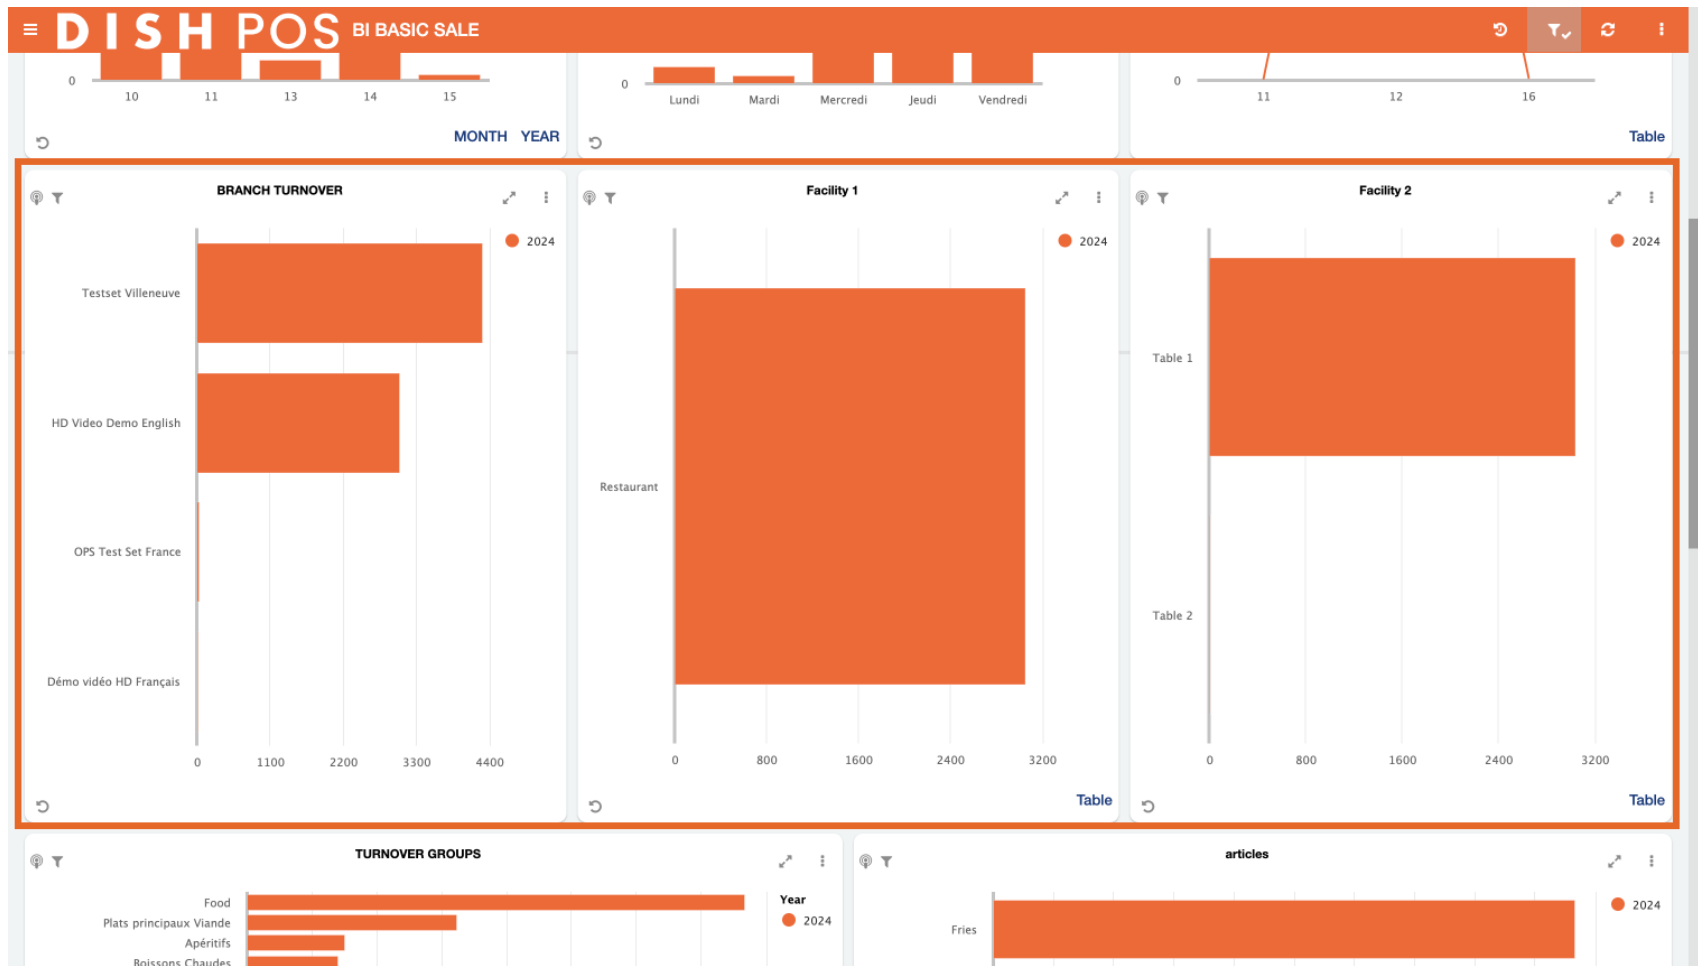 DISH POS BI BASIC SALE
0
10 11 13 14 15
MONTH YEAR
0
Lundi Mardi Mercredi Jeudi Vendredi
0
11 12 16
Table
BRANCH TURNOVER
2024
Testset Villeneuve
HD Video Demo English
OPS Test Set France
Démo vidéo HD Français
0 1100 2200 3300 4400
Facility 1
2024
Restaurant
0 800 1600 2400 3200
Table
Facility 2
2024
Table 1
Table 2
0 800 1600 2400 3200
Table
TURNOVER GROUPS
Year
2024
Food
Plats principaux Viande
Apéritifs
Boissons Chaudes
articles
2024
Fries